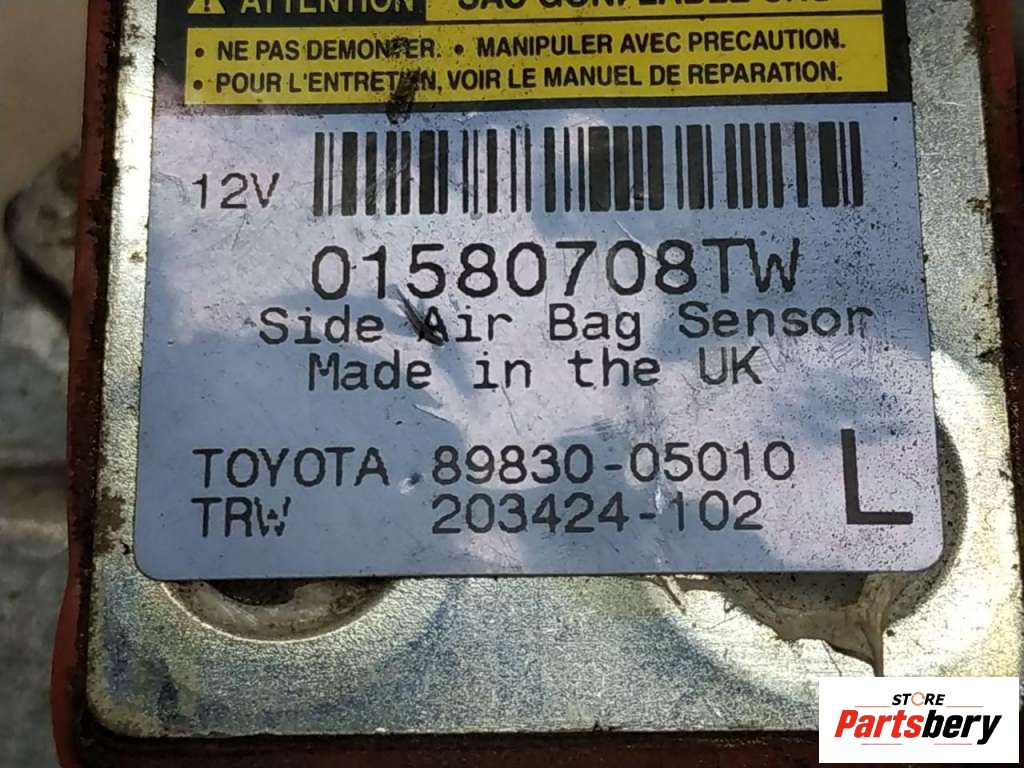 ATTENTION
• NE PAS DEMONTER. • MANIPULER AVEC PRECAUTION.
• POUR L'ENTRETIEN, VOIR LE MANUEL DE REPARATION.
12V
01580708TW
Side Air Bag Sensor
Made in the UK
TOYOTA 89830-05010
TRW 203424-102
L
STORE
Partsbery